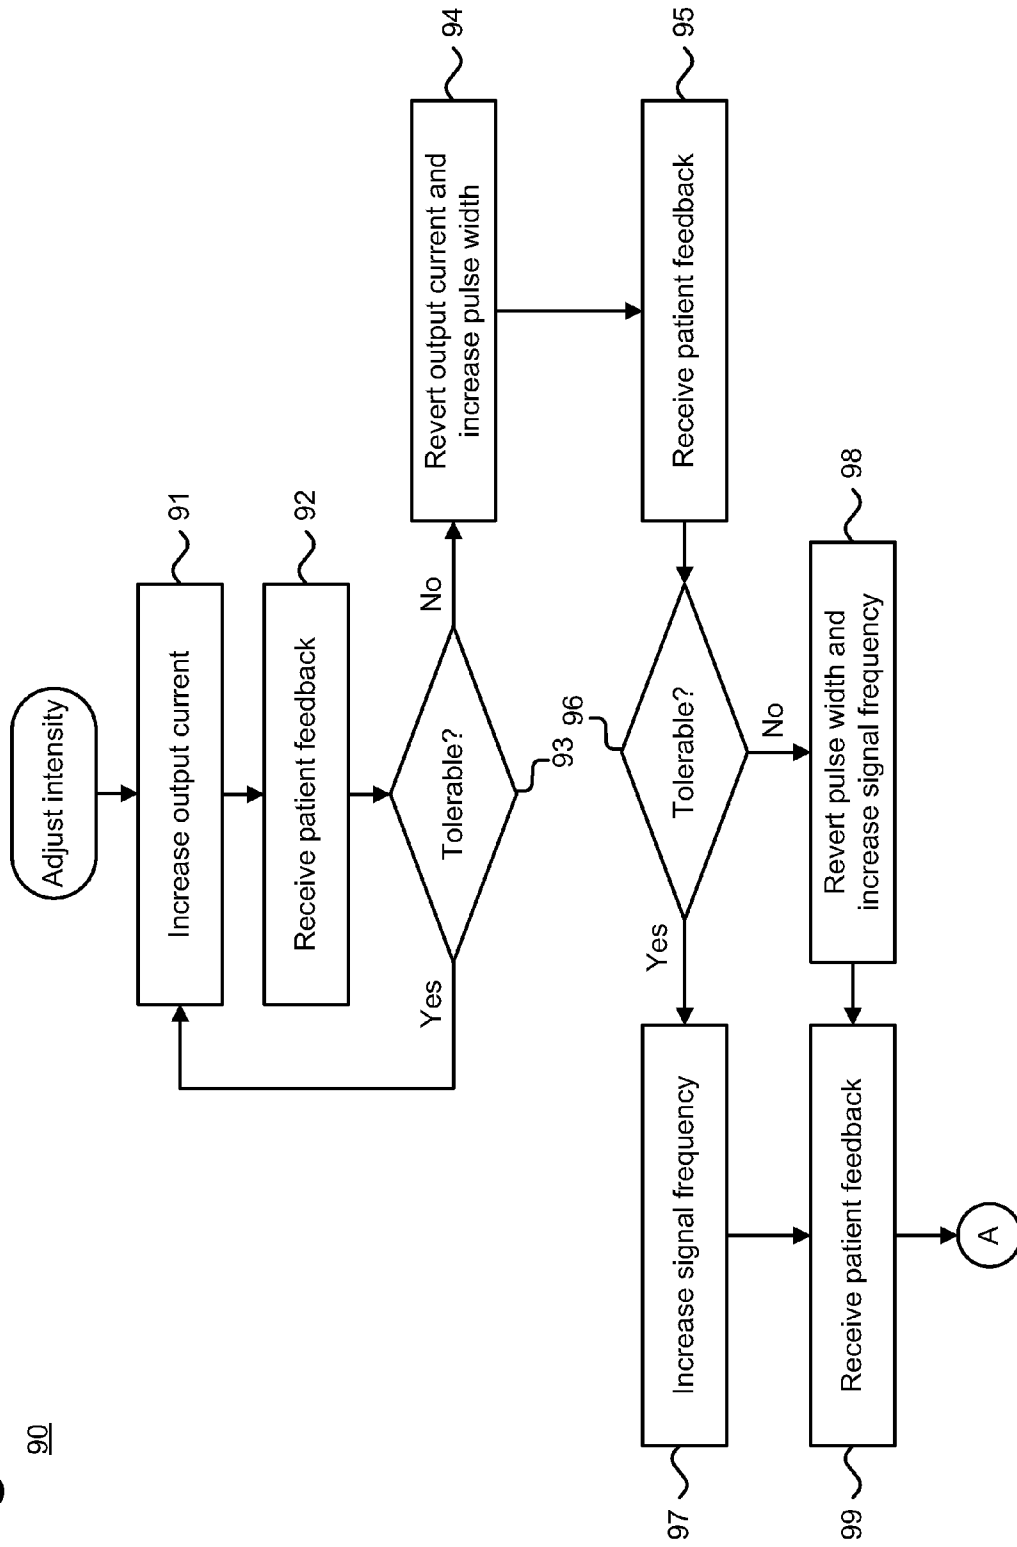 90
Adjust intensity
Increase output current
91
Receive patient feedback
92
Tolerable?
93
Yes
No
Revert output current and
increase pulse width
94
Receive patient feedback
95
Tolerable?
96
Yes
No
Increase signal frequency
97
Revert pulse width and
increase signal frequency
98
Receive patient feedback
99
A